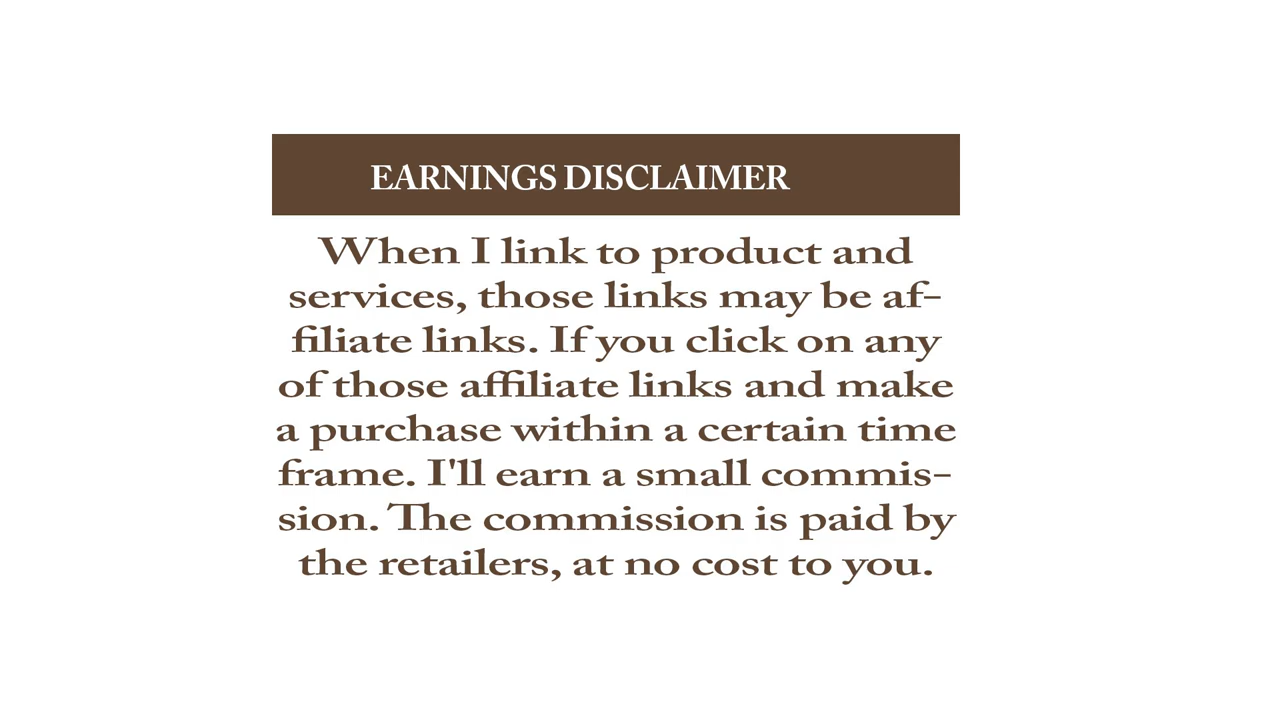 EARNINGS DISCLAIMER
When I link to product and
services, those links may be af-
filiate links. If you click on any
of those affiliate links and make
a purchase within a certain time
frame. I'll earn a small commis-
sion. The commission is paid by
the retailers, at no cost to you.